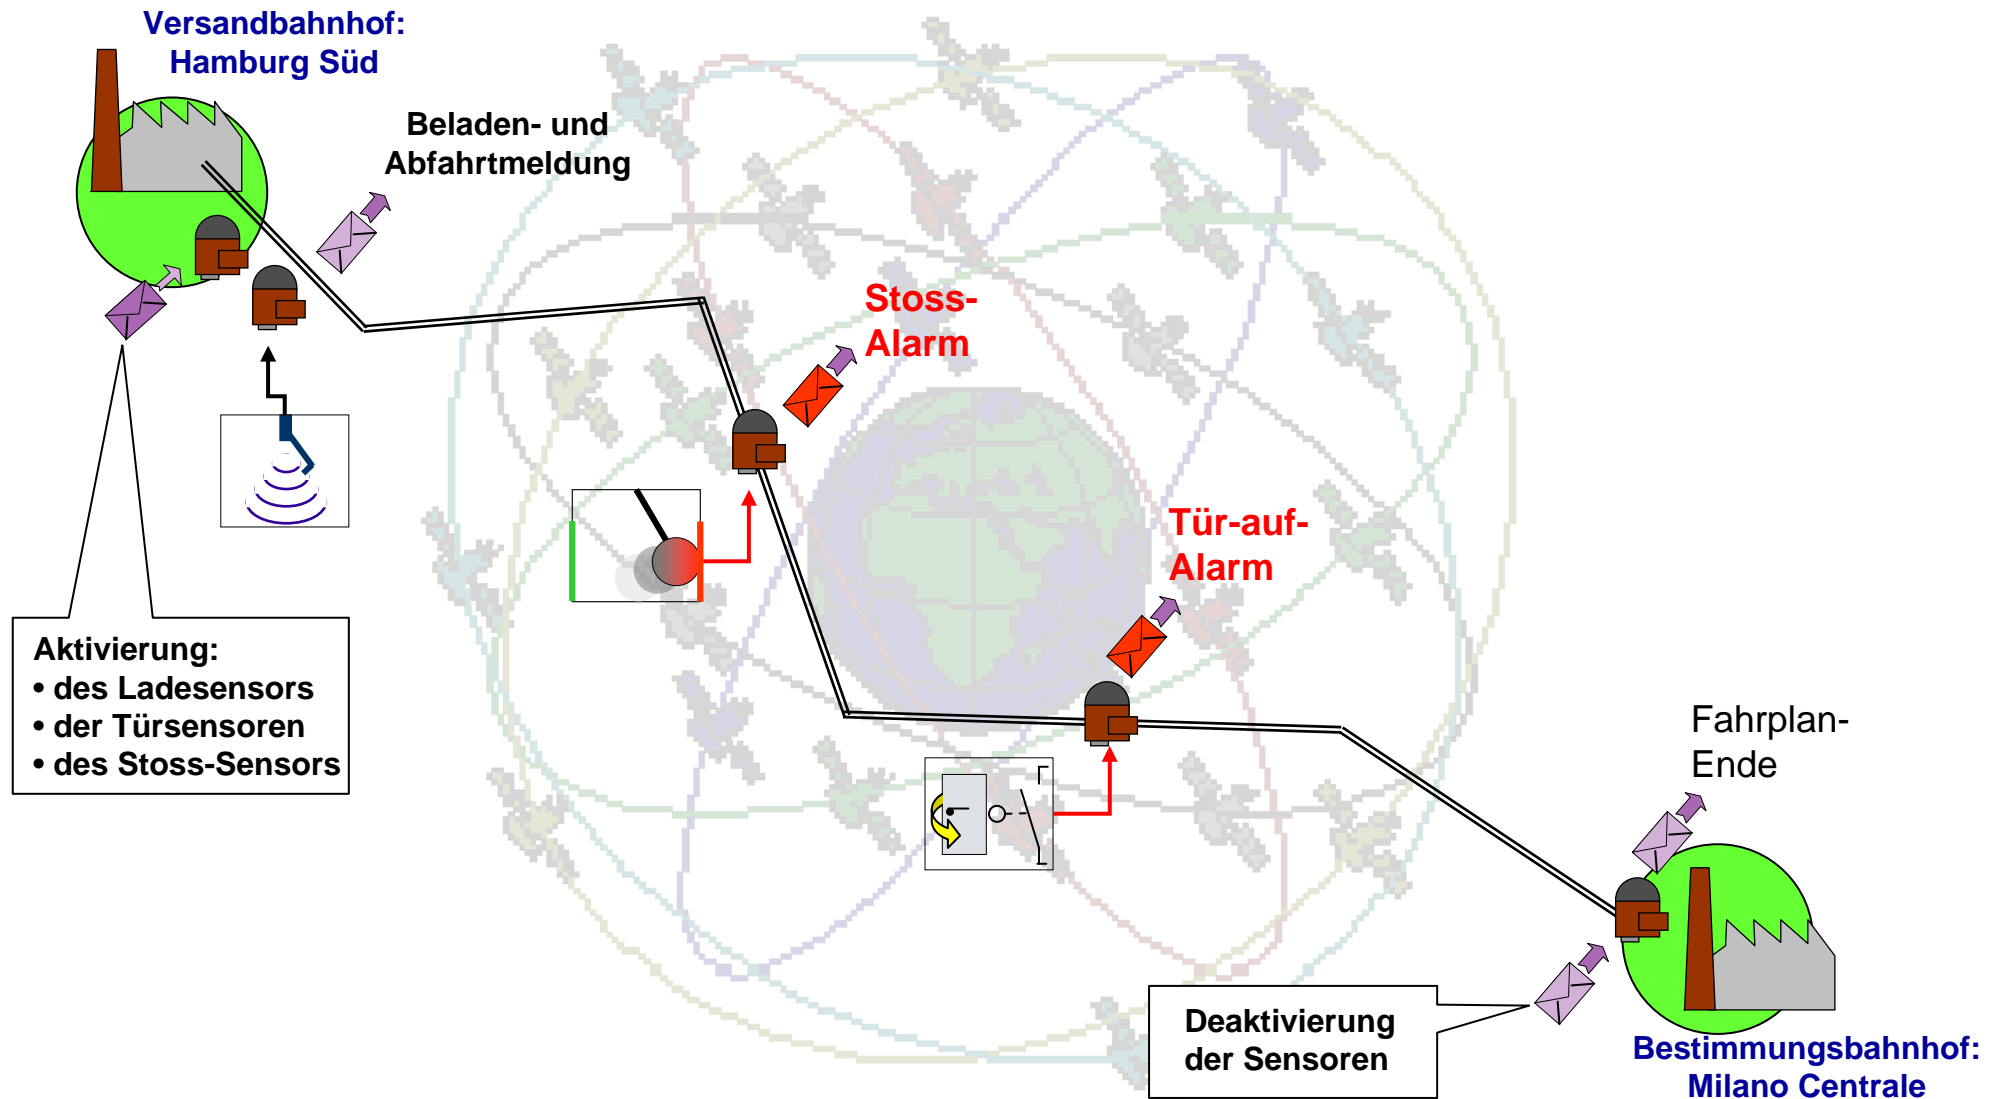 Versandbahnhof:
Hamburg Süd
Beladen- und
Abfahrtmeldung
Stoss-
Alarm
Tür-auf-
Alarm
Aktivierung:
• des Ladesensors
• der Türsensoren
• des Stoss-Sensors
Fahrplan-
Ende
Deaktivierung
der Sensoren
Bestimmungsbahnhof:
Milano Centrale